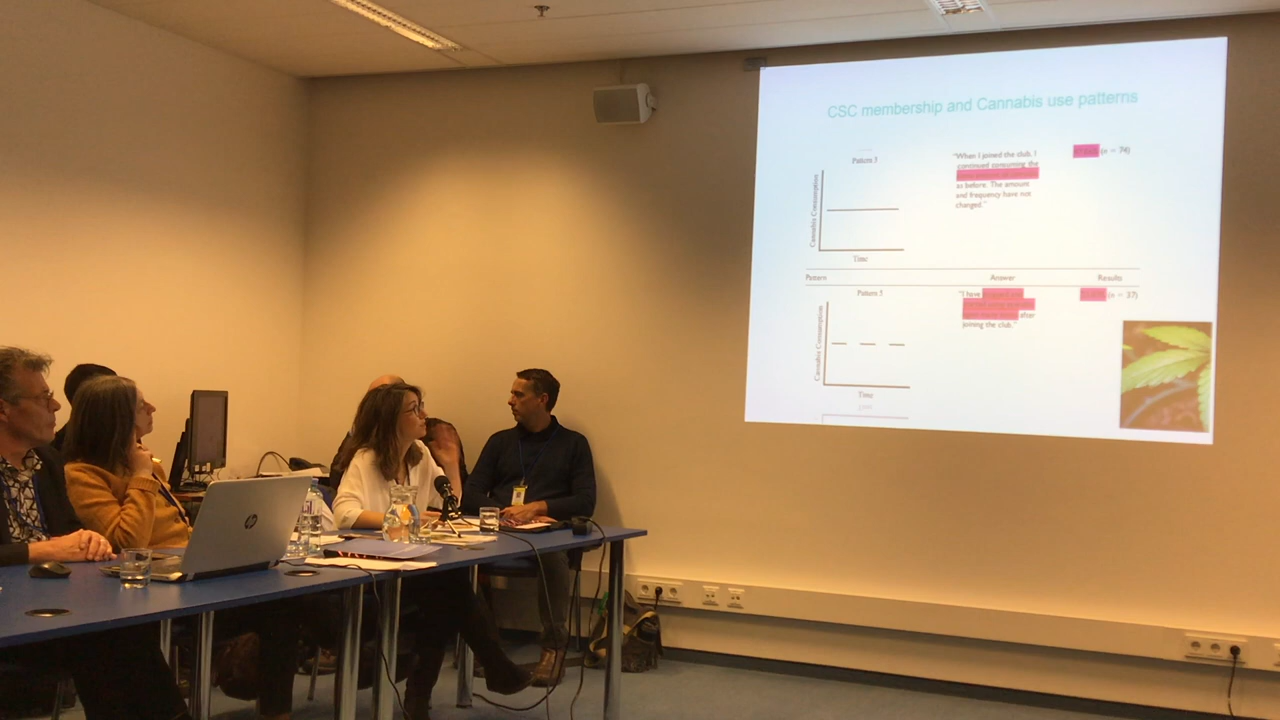 CSC membership and Cannabis use patterns
Pattern 3
Cannabis Consumption
Time
"When I joined the club, I
continued consuming the
as before. The amount
and frequency have not
changed."
(n = 74)
Pattern
Answer
Results
Pattern 5
Cannabis Consumption
Time
"I have
after
joining the club."
(n = 37)
hp